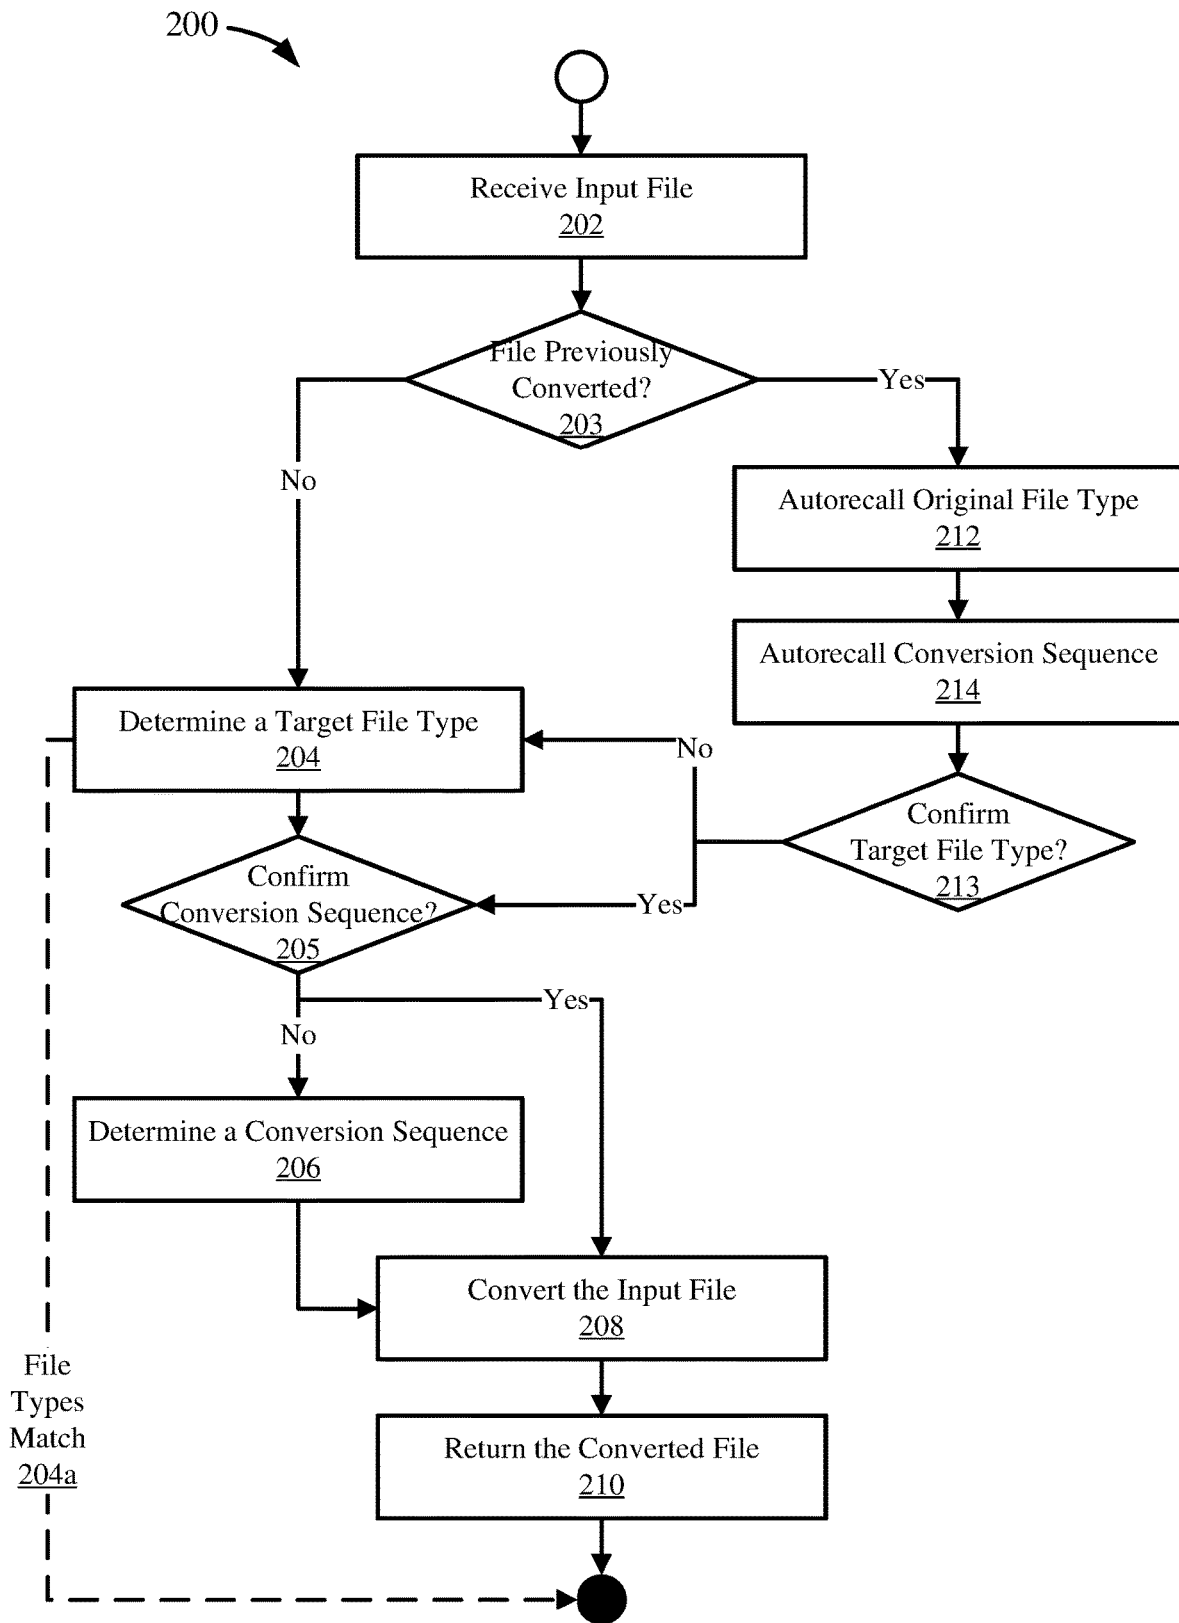 200
Receive Input File
202
File Previously
Converted?
203
Yes
No
Autorecall Original File Type
212
Autorecall Conversion Sequence
214
Determine a Target File Type
204
No
Confirm
Target File Type?
213
Confirm
Conversion Sequence?
205
Yes
Yes
No
Determine a Conversion Sequence
206
Convert the Input File
208
File
Types
Match
204a
Return the Converted File
210